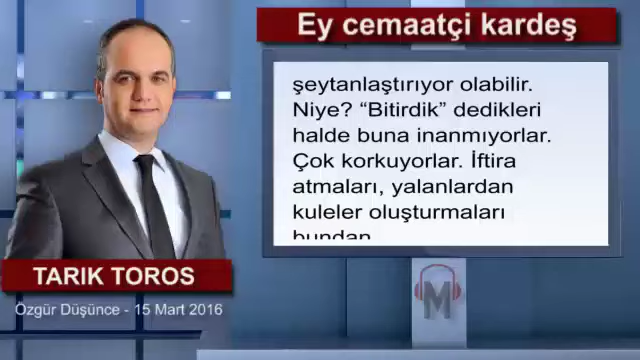 Ey cemaatçi kardeş
şeytanlaştırıyor olabilir.
Niye? “Bitirdik” dedikleri
halde buna inanmıyorlar.
Çok korkuyorlar. İftira
atmaları, yalanlardan
kuleler oluşturmaları
bundan
TARIK TOROS
Özgür Düşünce - 15 Mart 2016
M